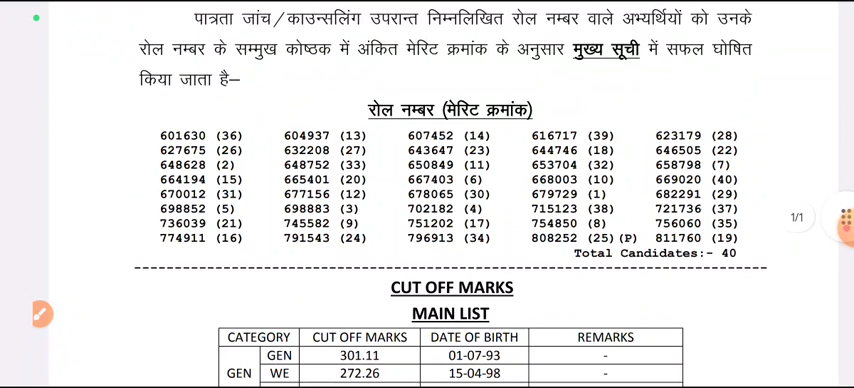 पात्रता जांच/काउन्सलिंग उपरान्त निम्नलिखित रोल नम्बर वाले अभ्यर्थियों को उनके
रोल नम्बर के सम्मुख कोष्ठक में अंकित मेरिट क्रमांक के अनुसार मुख्य सूची में सफल घोषित
किया जाता है–
रोल नम्बर (मेरिट क्रमांक)
601630 (36) 604937 (13) 607452 (14) 616717 (39) 623179 (28)
627675 (26) 632208 (27) 643647 (23) 644746 (18) 646505 (22)
648628 (2) 648752 (33) 650849 (11) 653704 (32) 658798 (7)
664194 (15) 665401 (20) 667403 (6) 668003 (10) 669020 (40)
670012 (31) 677156 (12) 678065 (30) 679729 (1) 682291 (29)
698852 (5) 698883 (3) 702182 (4) 715123 (38) 721736 (37)
736039 (21) 745582 (9) 751202 (17) 754850 (8) 756060 (35)
774911 (16) 791543 (24) 796913 (34) 808252 (25) (P) 811760 (19)
Total Candidates:- 40
1/1
CUT OFF MARKS
MAIN LIST
CATEGORY CUT OFF MARKS DATE OF BIRTH REMARKS
GEN 301.11 01-07-93 -
GEN WE 272.26 15-04-98 -